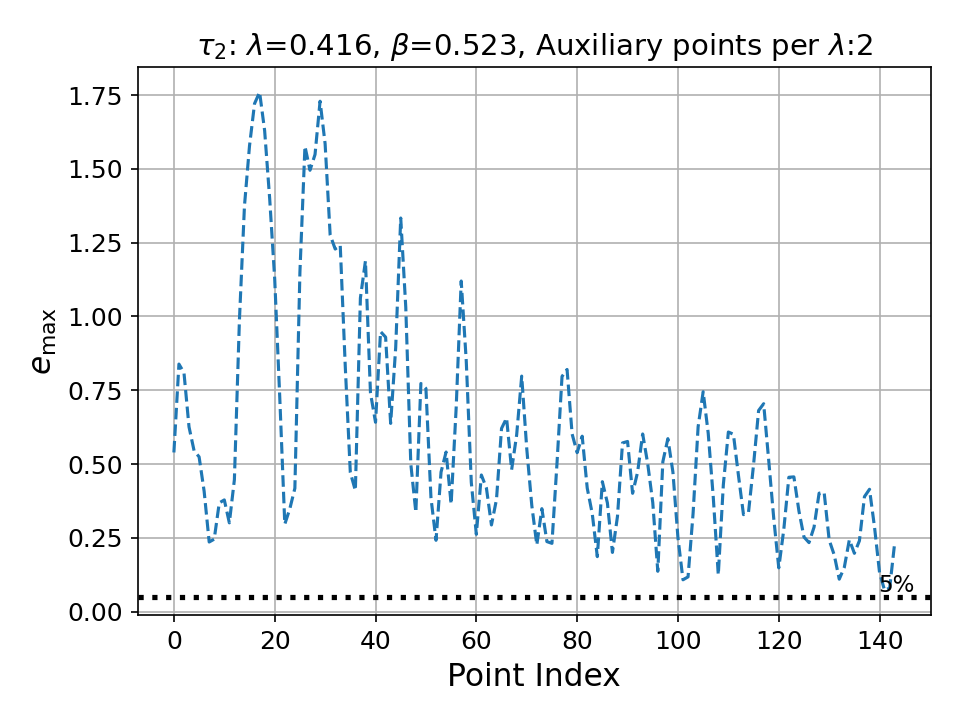 τ₂: λ=0.416, β=0.523, Auxiliary points per λ:2
1.75
1.50
1.25
1.00
0.75
0.50
0.25
0.00
e_max
5%
0 20 40 60 80 100 120 140
Point Index